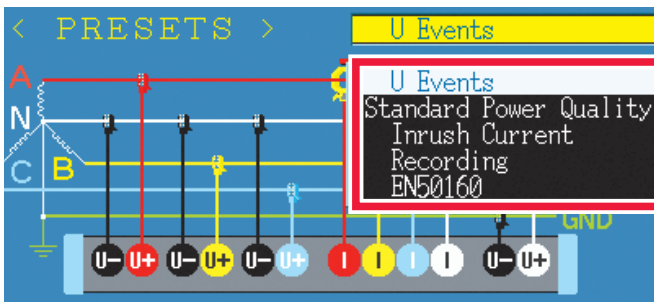 < PRESETS >
U Events
U Events
Standard Power Quality
Inrush Current
Recording
EN50160
A
N
C
B
GND
U− U+ U− U+ U− U+ I I I I U− U+